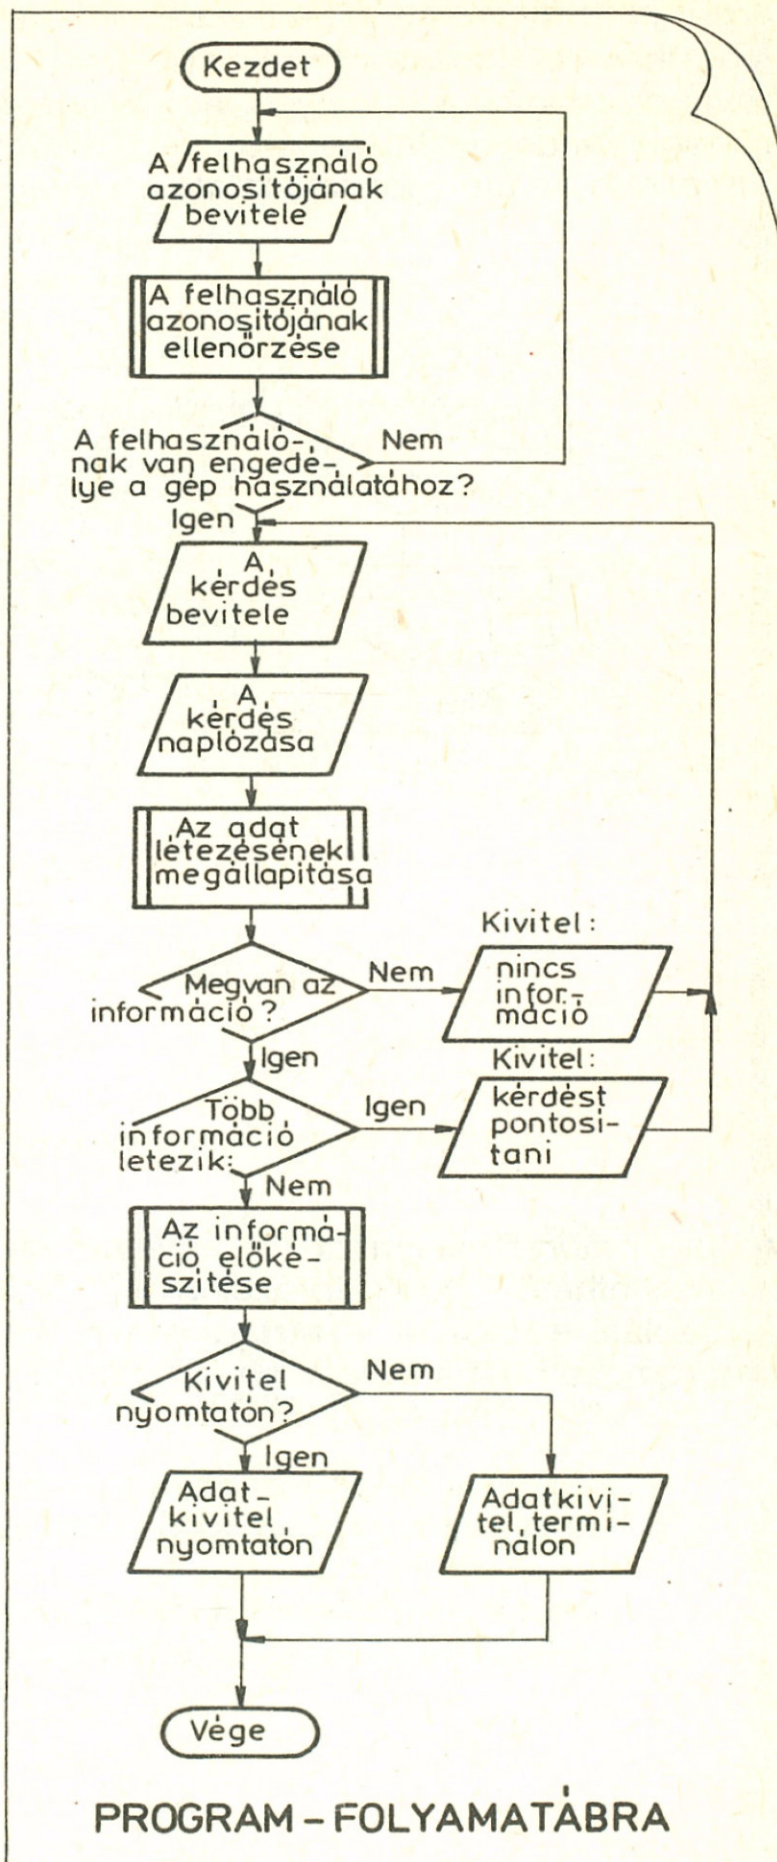 Kezdet
A felhasználó
azonositójának
bevitele
A felhasználó
azonositójának
ellenőrzése
A felhasználó-
nak van engedé-
lye a gép használatához?
Nem
Igen
A
kérdés
bevitele
A
kérdés
naplózása
Az adat
létezésének
megállapitása
Megvan az
információ?
Nem
Kivitel:
nincs
infor-
máció
Igen
Több
információ
letezik:
Igen
Kivitel:
kérdést
pontosi-
tani
Nem
Az informá-
ció előké-
szitése
Kivitel
nyomtatón?
Nem
Igen
Adat-
kivitel
nyomtatón
Adatkivi-
tel termi-
nálon
Vége
PROGRAM – FOLYAMATÁBRA